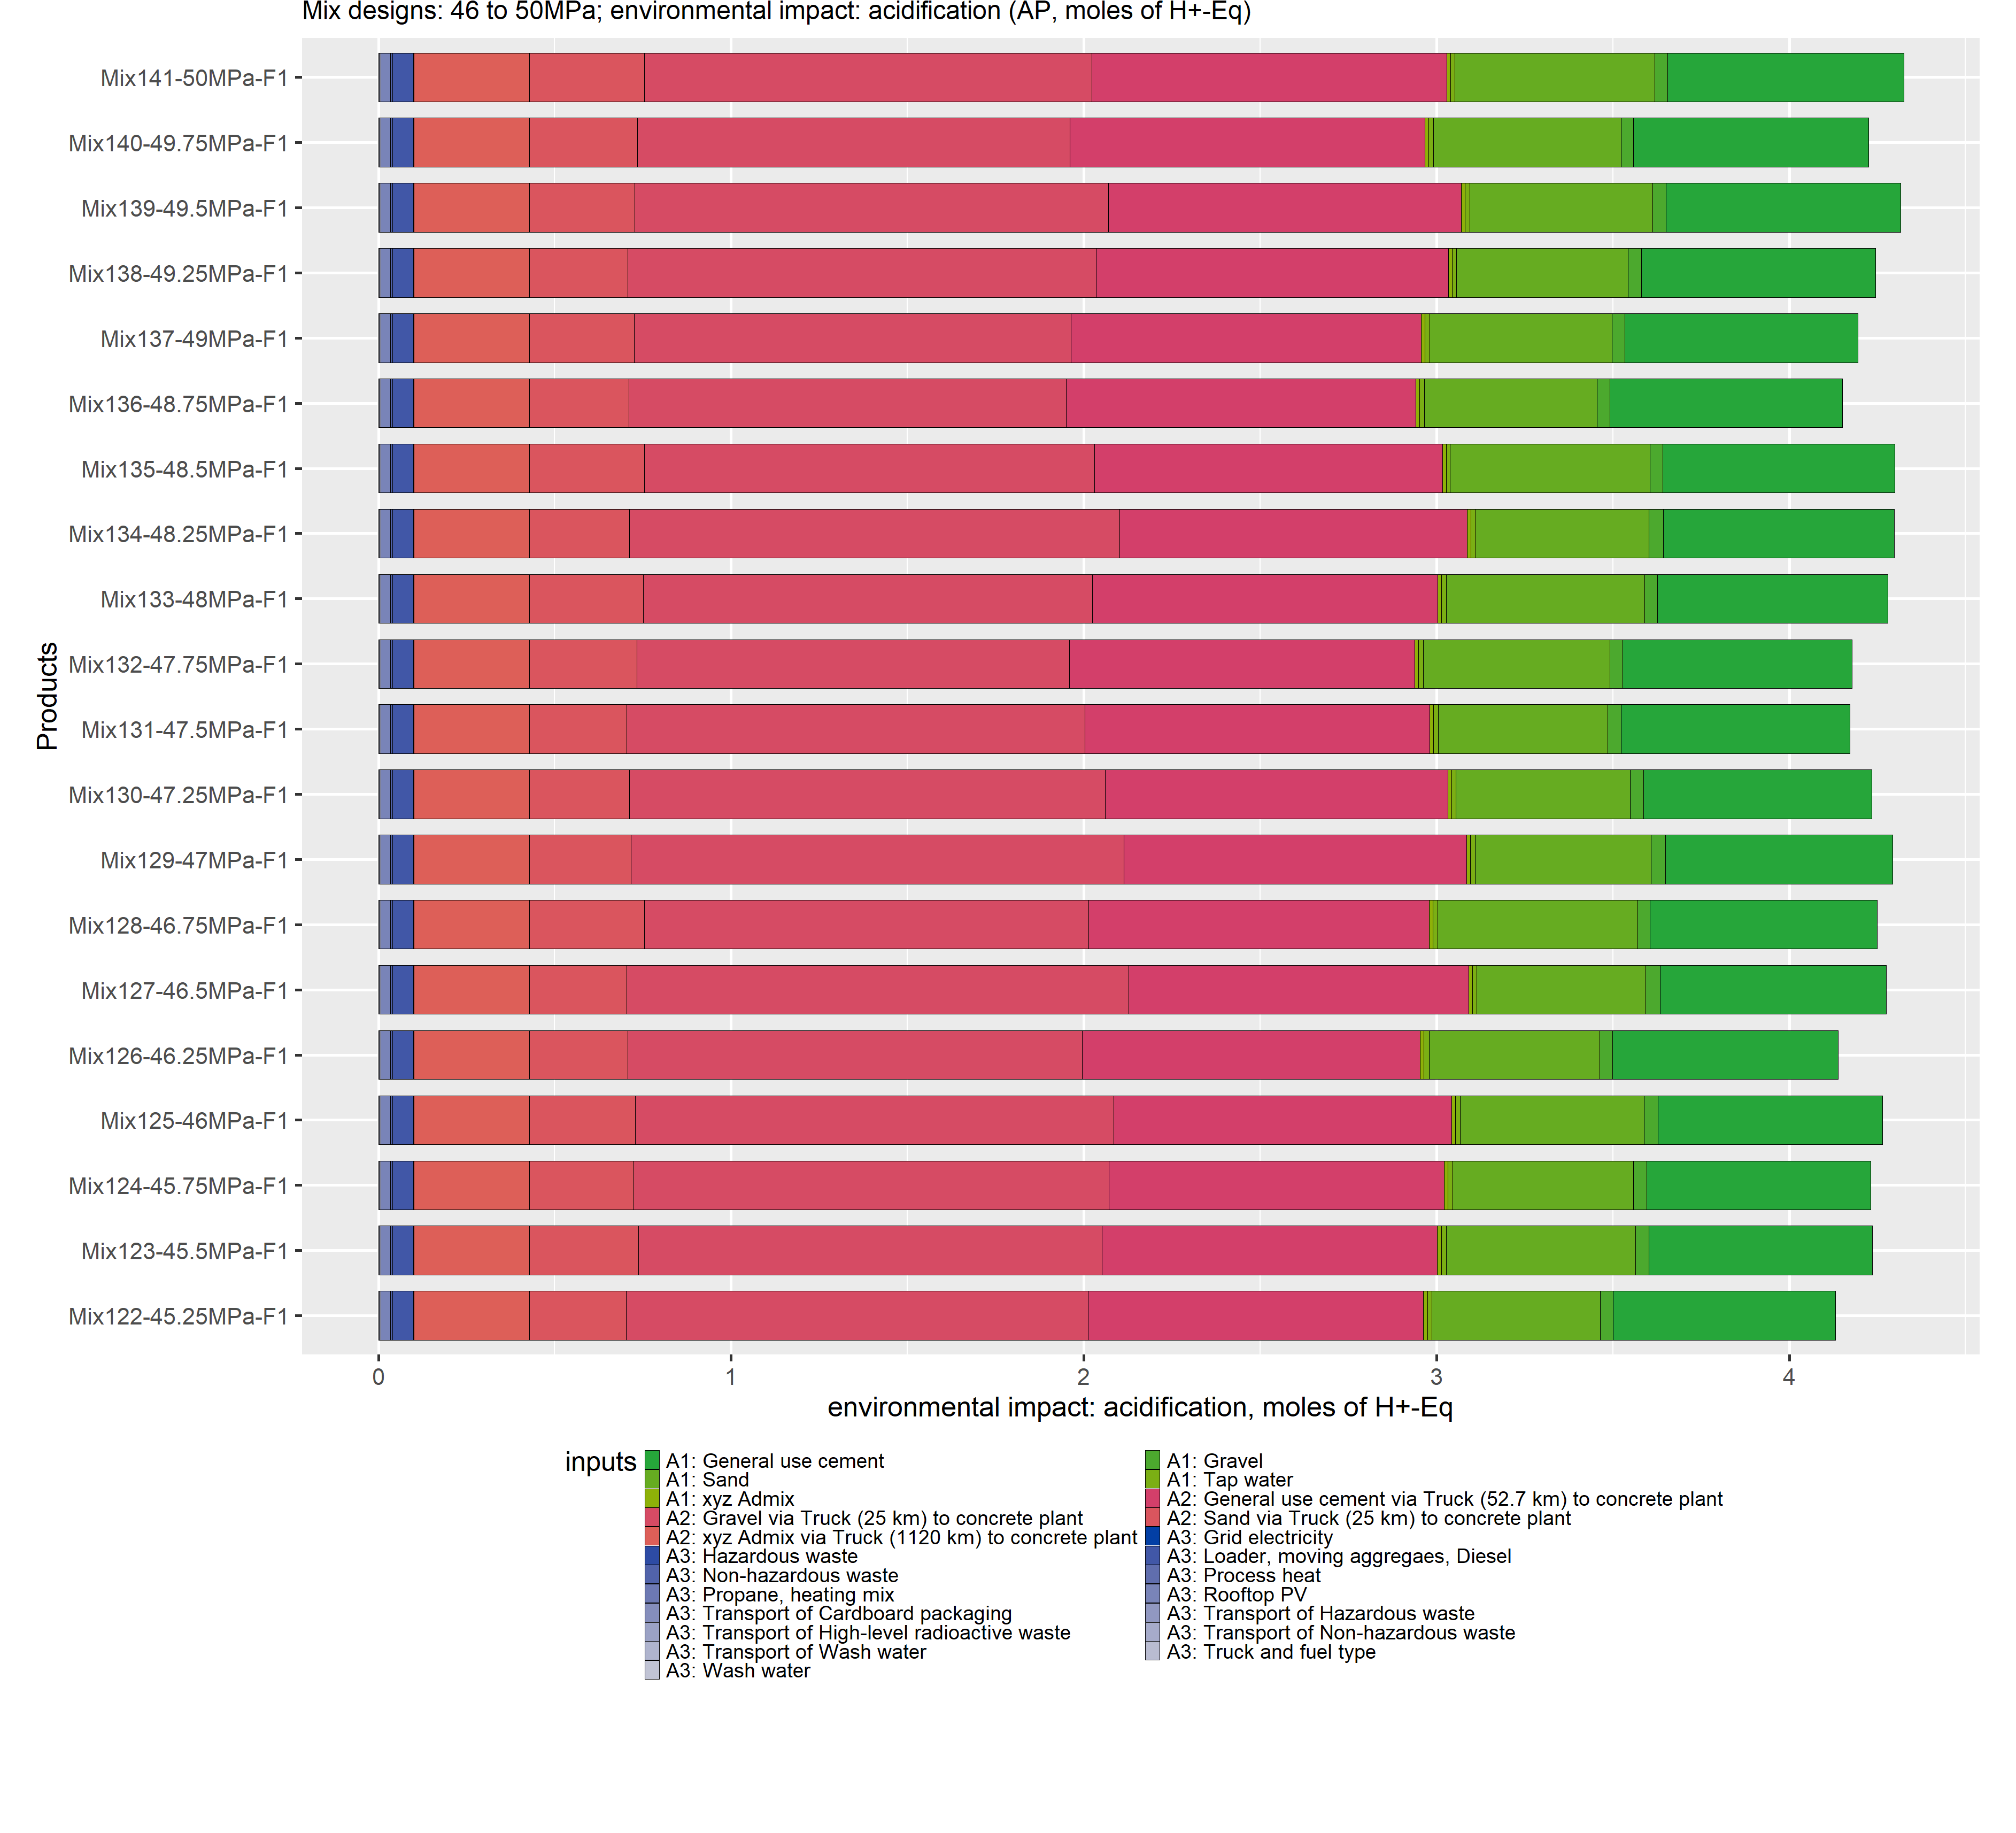 Mix designs: 46 to 50MPa; environmental impact: acidification (AP, moles of H+-Eq)
Mix141-50MPa-F1
Mix140-49.75MPa-F1
Mix139-49.5MPa-F1
Mix138-49.25MPa-F1
Mix137-49MPa-F1
Mix136-48.75MPa-F1
Mix135-48.5MPa-F1
Mix134-48.25MPa-F1
Mix133-48MPa-F1
Mix132-47.75MPa-F1
Mix131-47.5MPa-F1
Mix130-47.25MPa-F1
Mix129-47MPa-F1
Mix128-46.75MPa-F1
Mix127-46.5MPa-F1
Mix126-46.25MPa-F1
Mix125-46MPa-F1
Mix124-45.75MPa-F1
Mix123-45.5MPa-F1
Mix122-45.25MPa-F1
Products
0 1 2 3 4
environmental impact: acidification, moles of H+-Eq
inputs
A1: General use cement
A1: Gravel
A1: Sand
A1: Tap water
A1: xyz Admix
A2: General use cement via Truck (52.7 km) to concrete plant
A2: Gravel via Truck (25 km) to concrete plant
A2: Sand via Truck (25 km) to concrete plant
A2: xyz Admix via Truck (1120 km) to concrete plant
A3: Grid electricity
A3: Hazardous waste
A3: Loader, moving aggregaes, Diesel
A3: Non-hazardous waste
A3: Process heat
A3: Propane, heating mix
A3: Rooftop PV
A3: Transport of Cardboard packaging
A3: Transport of Hazardous waste
A3: Transport of High-level radioactive waste
A3: Transport of Non-hazardous waste
A3: Transport of Wash water
A3: Truck and fuel type
A3: Wash water